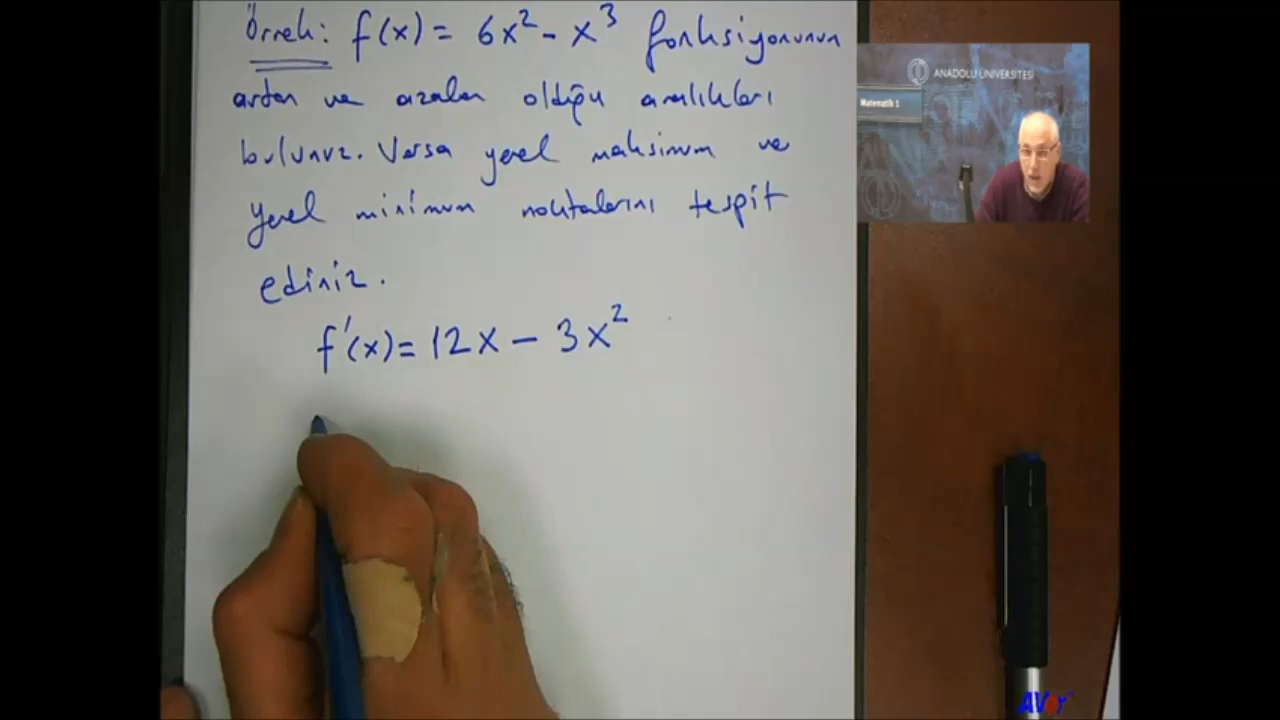 Örnek: f(x) = 6x² - x³ fonksiyonunun
artan ve azalan olduğu aralıkları
bulunuz. Varsa yerel maksimum ve
yerel minimum noktalarını tespit
ediniz.
f'(x) = 12x - 3x²
ANADOLU ÜNİVERSİTESİ
Matematik 1
AVer